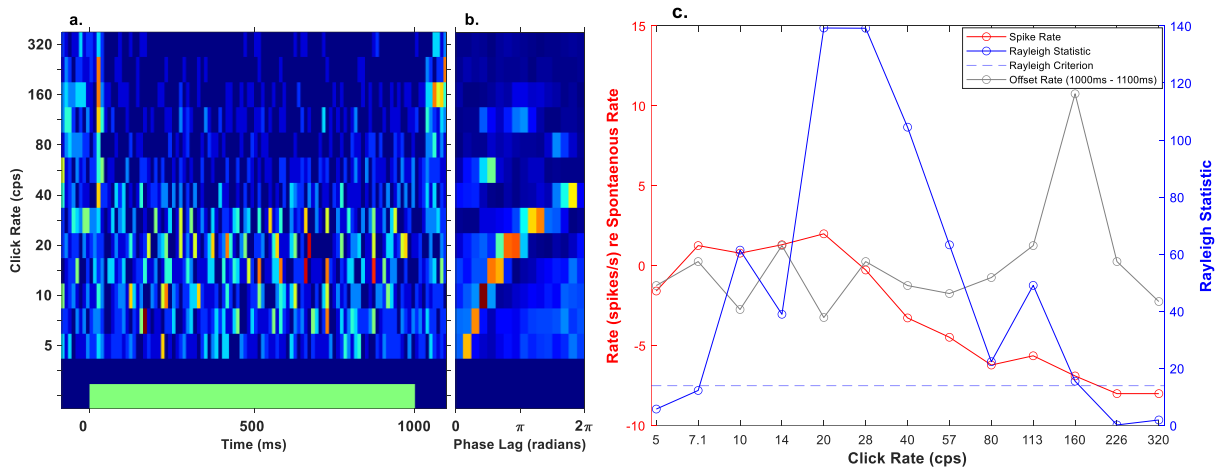 a.
320
160
80
40
20
10
5
Click Rate (cps)
0
500
1000
Time (ms)
b.
0
π
2π
Phase Lag (radians)
c.
15
10
5
0
-5
-10
Rate (spikes/s) re Spontaenous Rate
Spike Rate
Rayleigh Statistic
Rayleigh Criterion
Offset Rate (1000ms - 1100ms)
140
120
100
80
60
40
20
0
Rayleigh Statistic
5
7.1
10
14
20
28
40
57
80
113
160
226
320
Click Rate (cps)